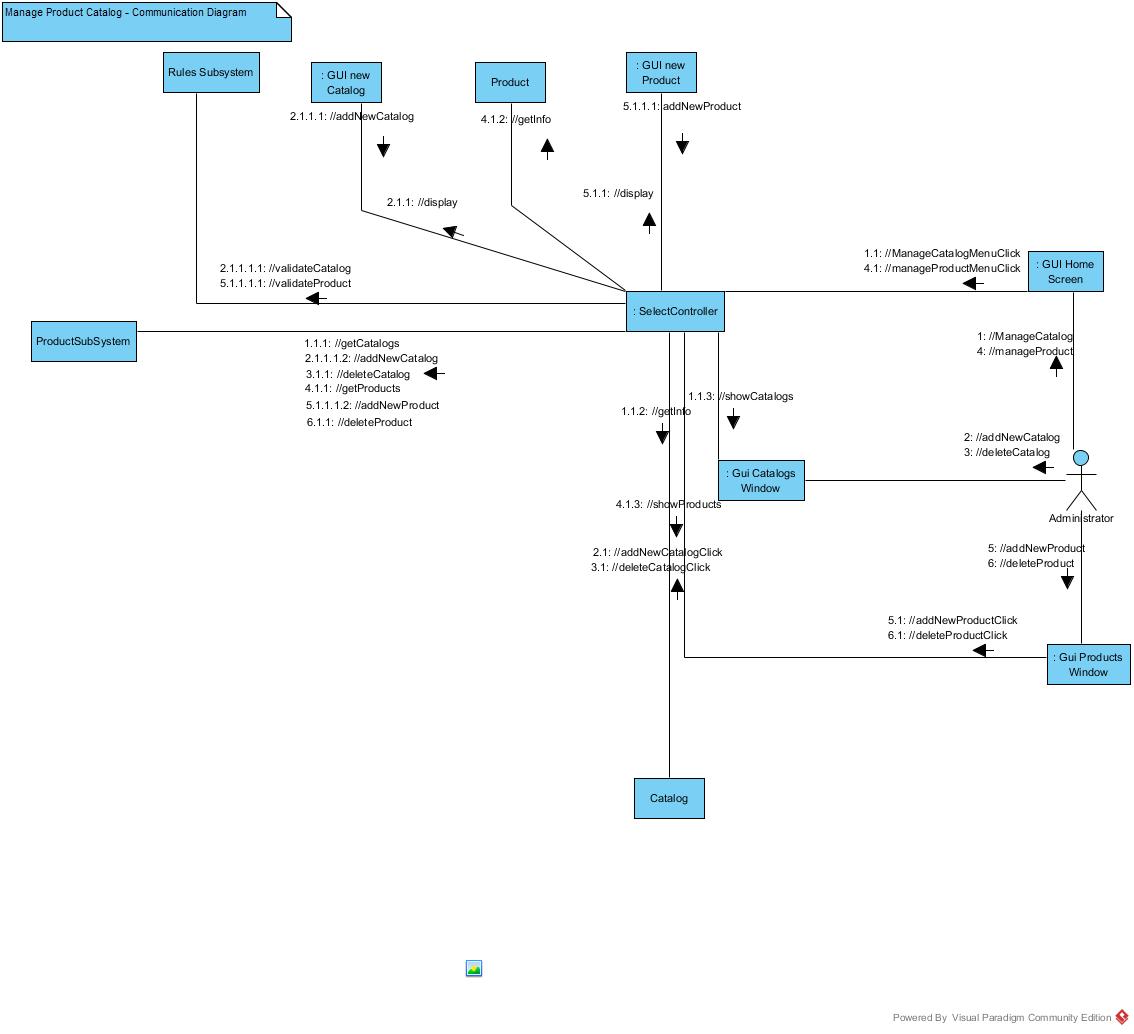 Manage Product Catalog - Communication Diagram
Rules Subsystem
: GUI new
Catalog
Product
: GUI new
Product
2.1.1.1: //addNewCatalog
4.1.2: //getInfo
5.1.1.1: addNewProduct
2.1.1: //display
5.1.1: //display
1.1: //ManageCatalogMenuClick
4.1: //manageProductMenuClick
: GUI Home
Screen
2.1.1.1.1: //validateCatalog
5.1.1.1.1: //validateProduct
: SelectController
ProductSubSystem
1.1.1: //getCatalogs
2.1.1.1.2: //addNewCatalog
3.1.1: //deleteCatalog
4.1.1: //getProducts
5.1.1.1.2: //addNewProduct
6.1.1: //deleteProduct
1: //ManageCatalog
4: //manageProduct
1.1.3: //showCatalogs
1.1.2: //getInfo
2: //addNewCatalog
3: //deleteCatalog
: Gui Catalogs
Window
4.1.3: //showProducts
Administrator
2.1: //addNewCatalogClick
3.1: //deleteCatalogClick
5: //addNewProduct
6: //deleteProduct
5.1: //addNewProductClick
6.1: //deleteProductClick
: Gui Products
Window
Catalog
Powered By Visual Paradigm Community Edition